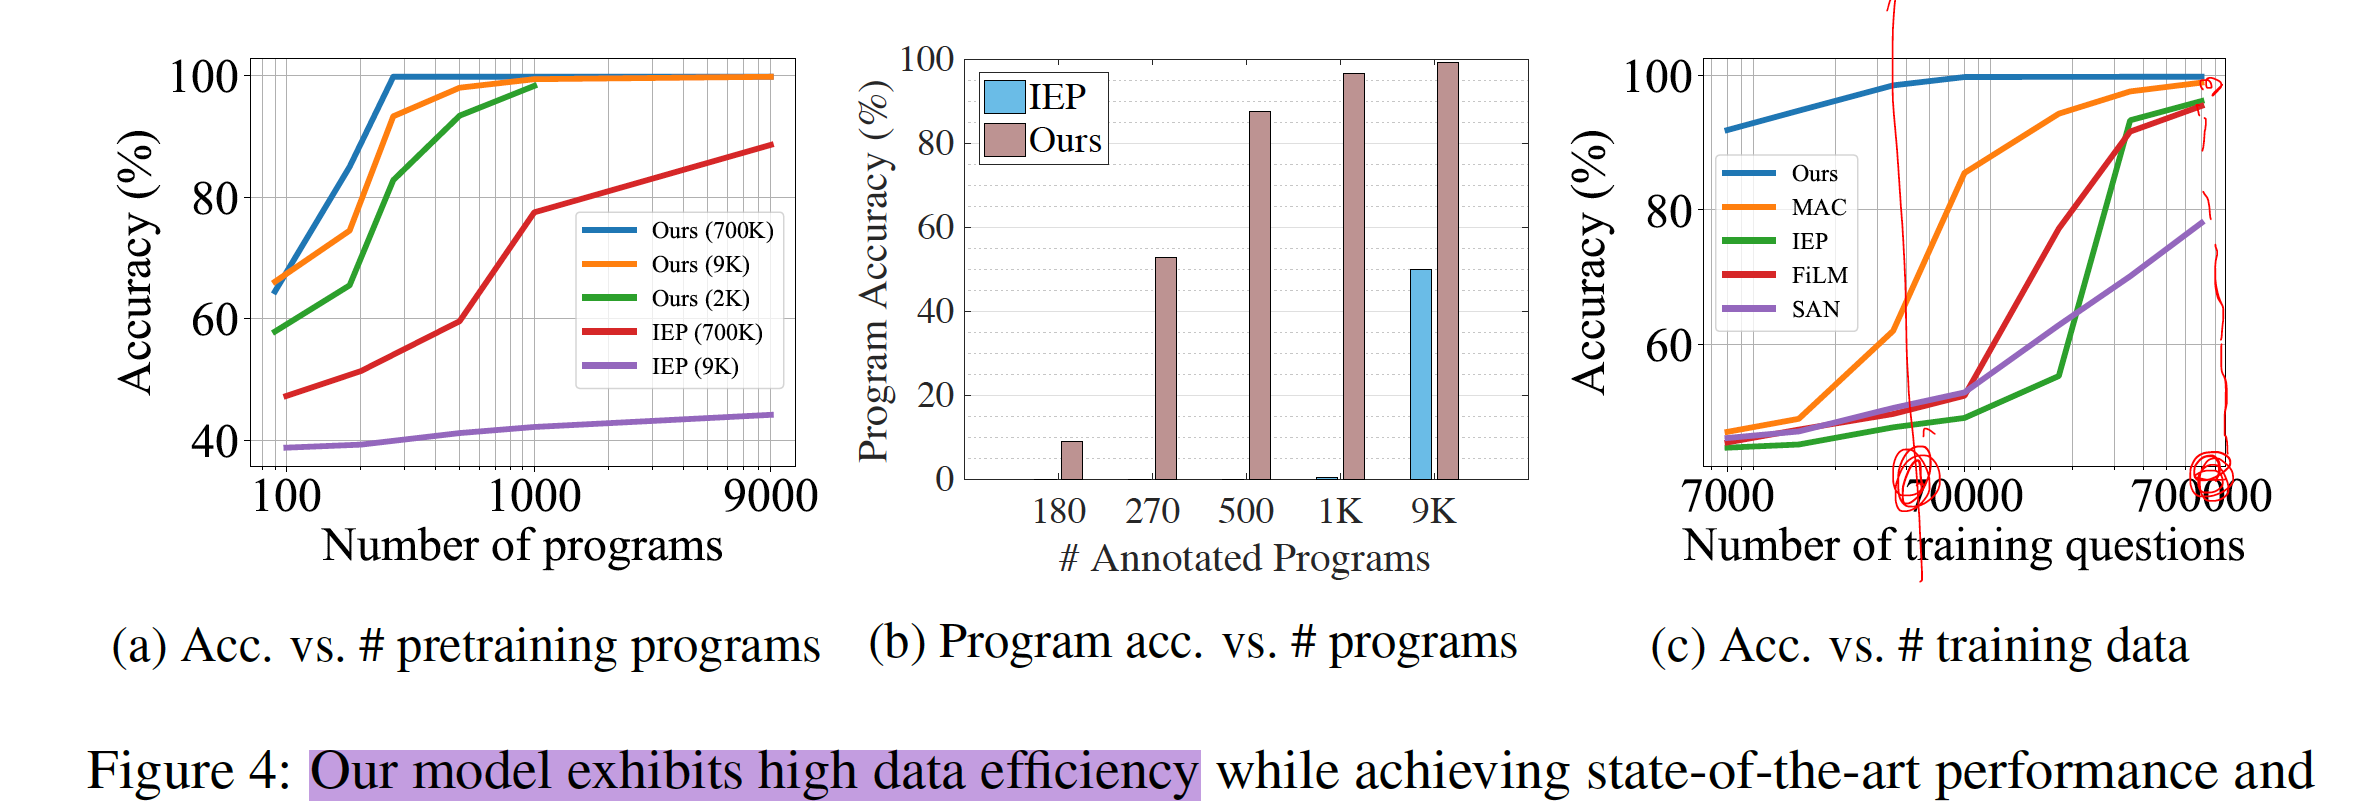 100
80
60
40
Accuracy (%)
Ours (700K)
Ours (9K)
Ours (2K)
IEP (700K)
IEP (9K)
100 1000 9000
Number of programs
(a) Acc. vs. # pretraining programs
100
80
60
40
20
0
Program Accuracy (%)
IEP
Ours
180 270 500 1K 9K
# Annotated Programs
(b) Program acc. vs. # programs
100
80
60
Accuracy (%)
Ours
MAC
IEP
FiLM
SAN
7000 70000 700000
Number of training questions
(c) Acc. vs. # training data
Figure 4: Our model exhibits high data efficiency while achieving state-of-the-art performance and